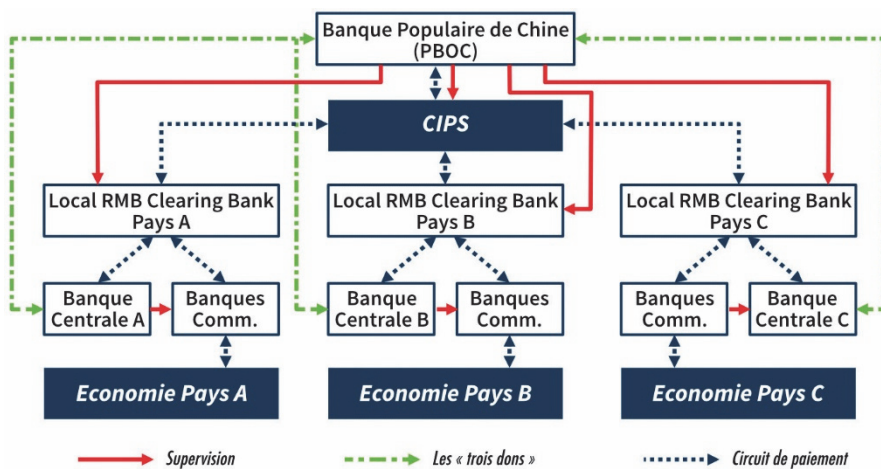 Banque Populaire de Chine
(PBOC)
CIPS
Local RMB Clearing Bank
Pays A
Local RMB Clearing Bank
Pays B
Local RMB Clearing Bank
Pays C
Banque
Centrale A
Banques
Comm.
Banque
Centrale B
Banques
Comm.
Banques
Comm.
Banque
Centrale C
Economie Pays A
Economie Pays B
Economie Pays C
Supervision
Les « trois dons »
Circuit de paiement